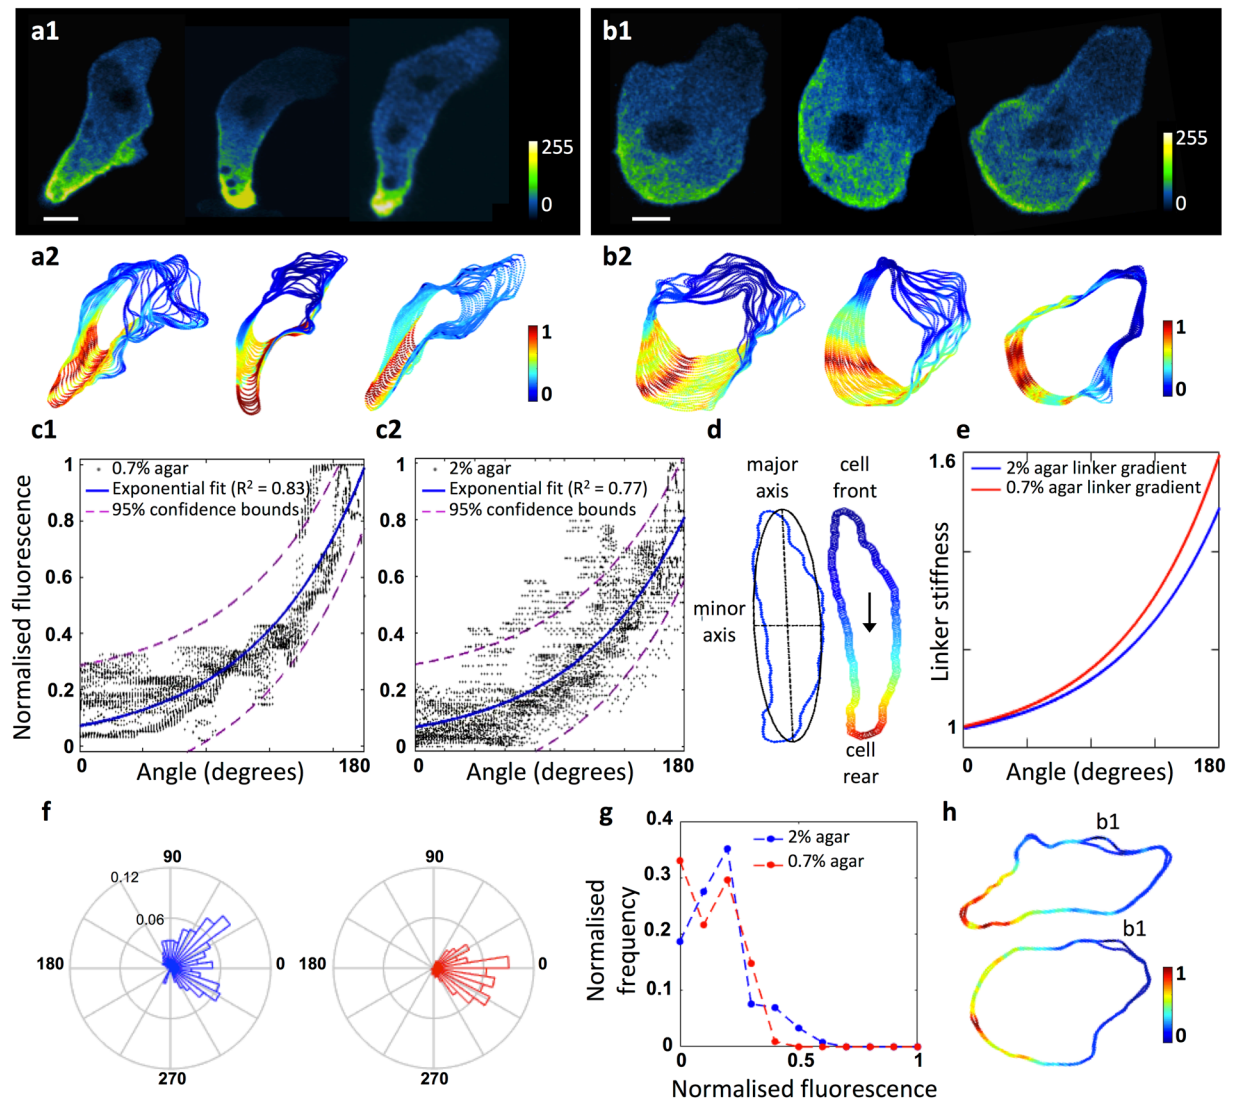 a1
255
0
b1
255
0
a2
1
0
b2
1
0
c1
Normalised fluorescence
1
0.8
0.6
0.4
0.2
0
0.7% agar
Exponential fit (R² = 0.83)
95% confidence bounds
0
Angle (degrees)
180
c2
1
0.8
0.6
0.4
0.2
0
2% agar
Exponential fit (R² = 0.77)
95% confidence bounds
0
Angle (degrees)
180
d
major
axis
minor
axis
cell
front
cell
rear
e
1.6
1
Linker stiffness
2% agar linker gradient
0.7% agar linker gradient
0
Angle (degrees)
180
f
90
0.12
0.06
180
0
270
90
180
0
270
g
0.4
0.3
0.2
0.1
0
Normalised
frequency
2% agar
0.7% agar
0
0.5
1
Normalised fluorescence
h
b1
b1
1
0